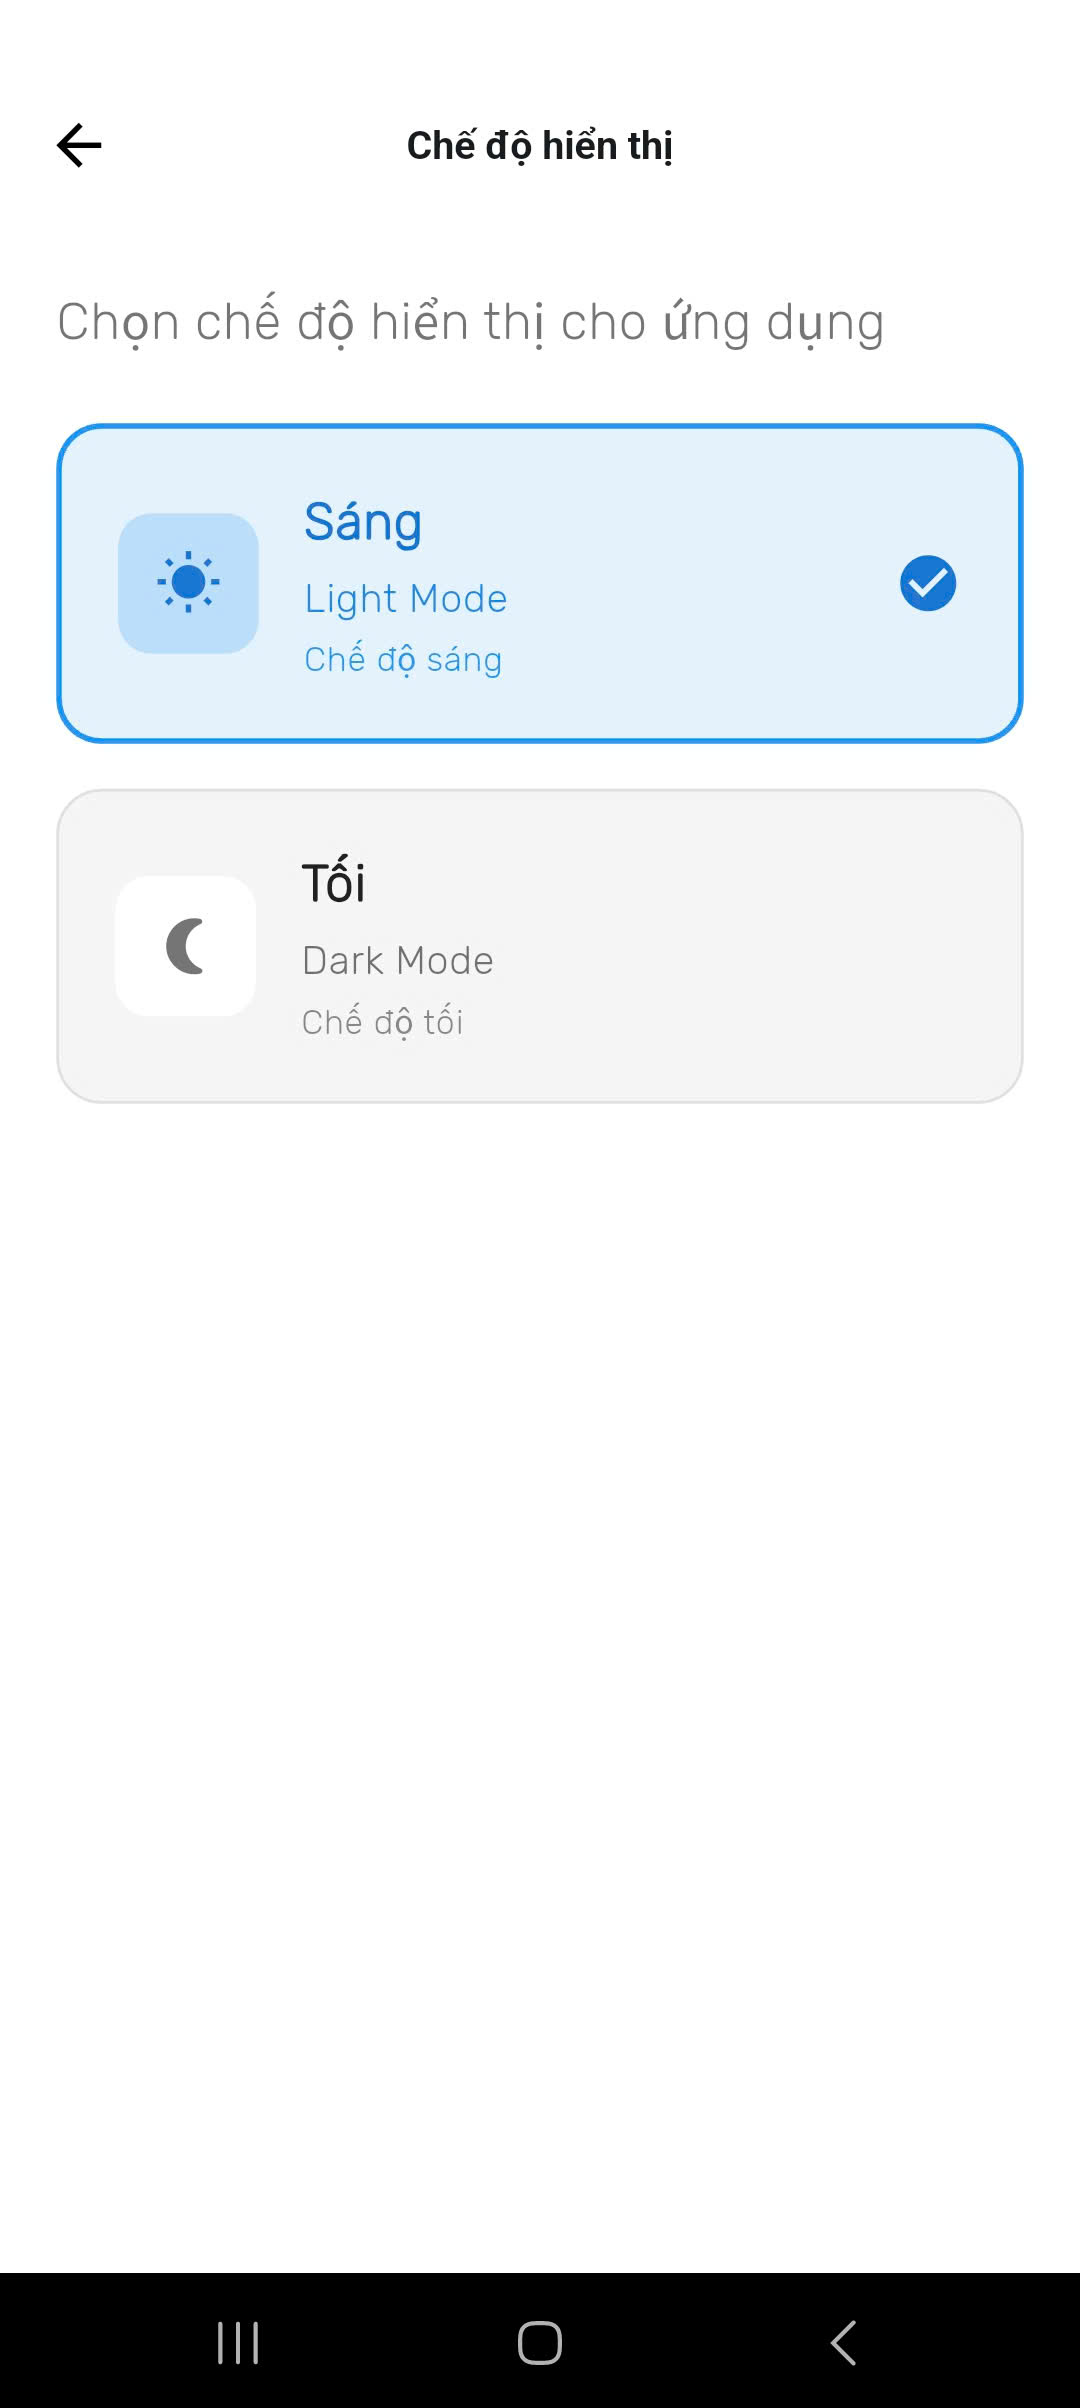 Chế độ hiển thị
Chọn chế độ hiển thị cho ứng dụng
Sáng
Light Mode
Chế độ sáng
Tối
Dark Mode
Chế độ tối